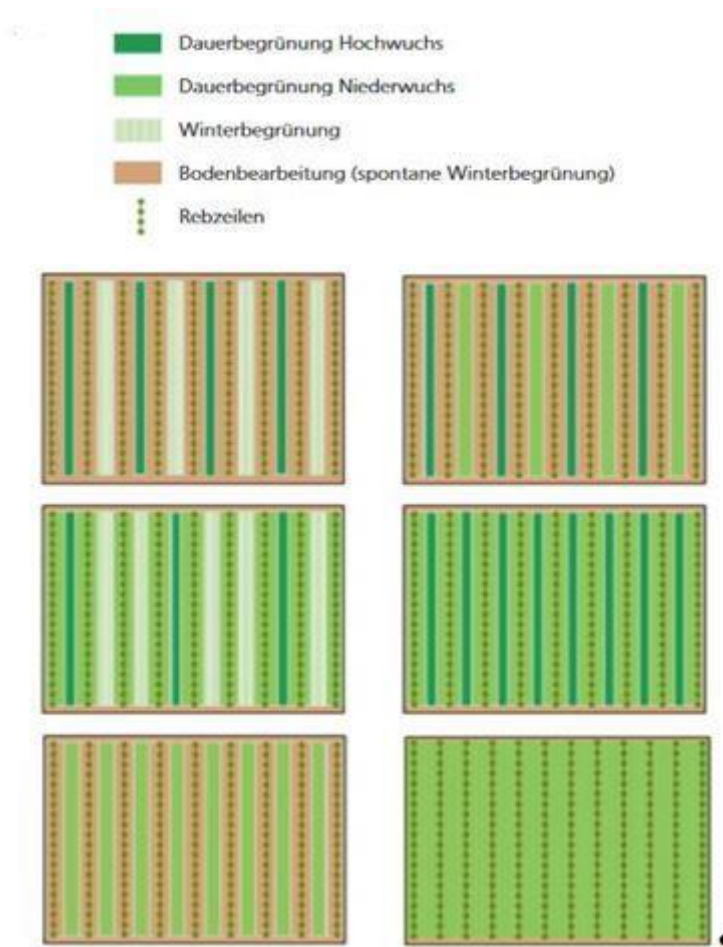 Dauerbegrünung Hochwuchs
Dauerbegrünung Niederwuchs
Winterbegrünung
Bodenbearbeitung (spontane Winterbegrünung)
Rebzeilen